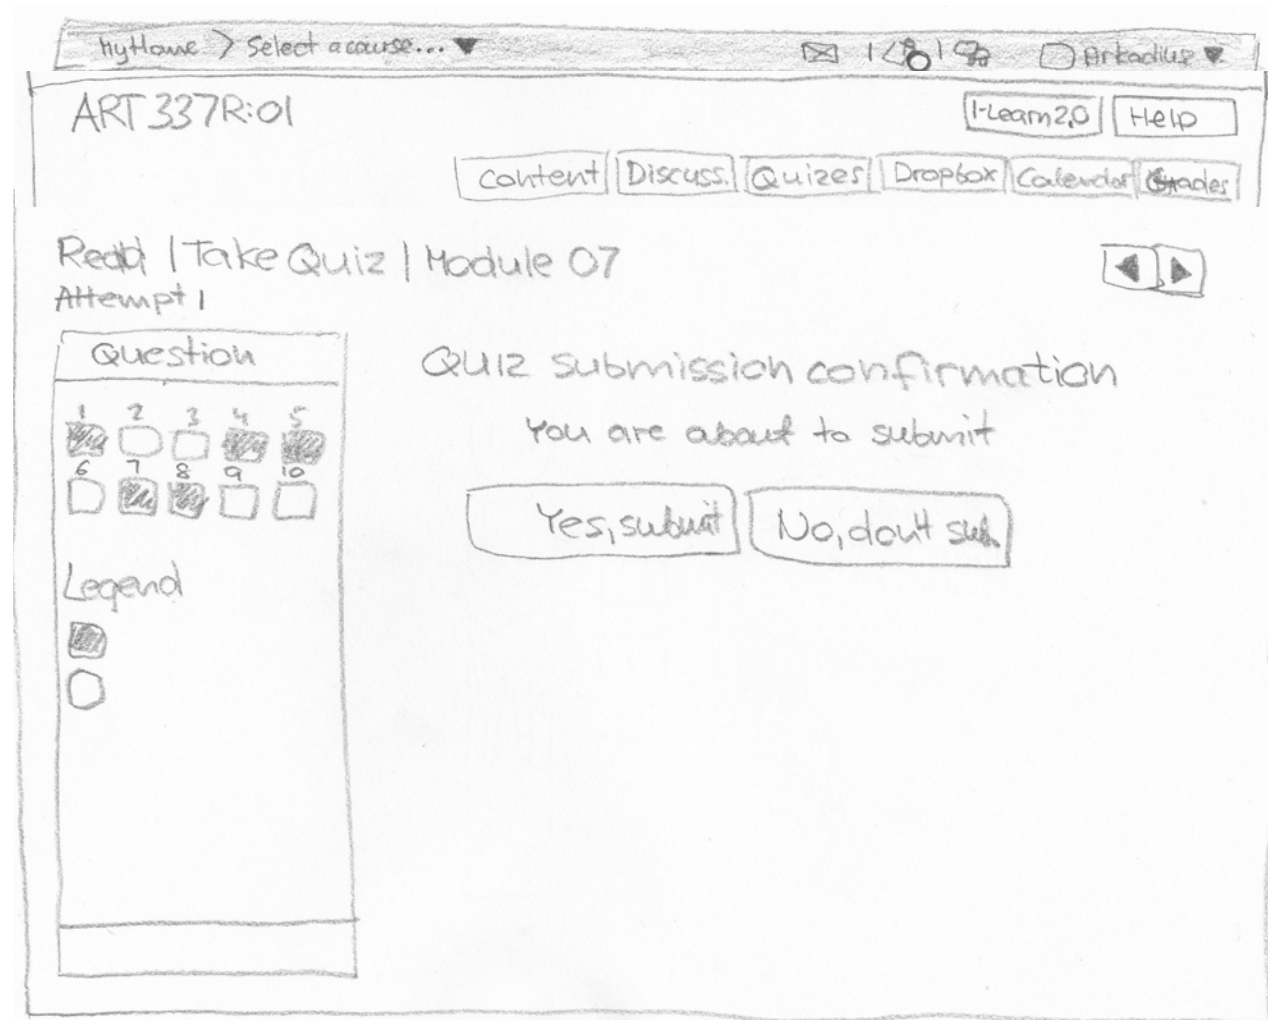 MyHome > Select a course...
Arkadius
ART 337R:01
I-Learn 2,0 Help
Content Discuss. Quizes Dropbox Calendar Grades
Read | Take Quiz | Module 07
Attempt 1
Question
1 2 3 4 5
6 7 8 9 10
Legend
Quiz submission confirmation
You are about to submit
Yes, submit No, don't sub.